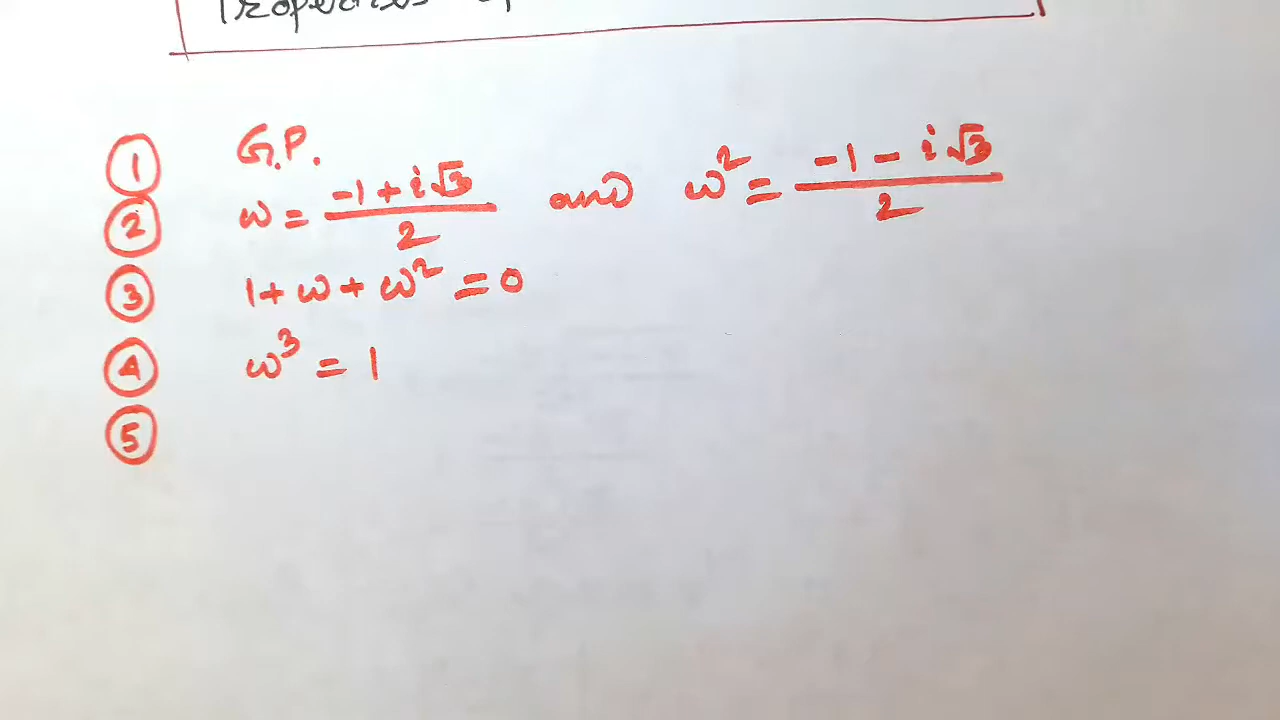 ① G.P.
② ω = (-1 + i√3)/2 and ω² = (-1 - i√3)/2
③ 1 + ω + ω² = 0
④ ω³ = 1
⑤